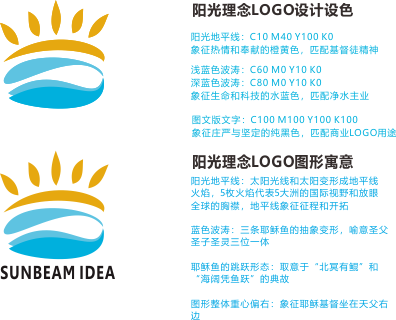 阳光理念LOGO设计设色
阳光地平线：C10 M40 Y100 K0
象征热情和奉献的橙黄色，匹配基督徒精神
浅蓝色波涛：C60 M0 Y10 K0
深蓝色波涛：C80 M0 Y10 K0
象征生命和科技的水蓝色，匹配净水主业
图文版文字：C100 M100 Y100 K100
象征庄严与坚定的纯黑色，匹配商业LOGO用途
阳光理念LOGO图形寓意
阳光地平线：太阳光线和太阳变形成地平线
火焰，5枚火焰代表5大洲的国际视野和放眼
全球的胸襟，地平线象征征程和开拓
蓝色波涛：三条耶稣鱼的抽象变形，喻意圣父
圣子圣灵三位一体
耶稣鱼的跳跃形态：取意于“北冥有鲲”和
“海阔凭鱼跃”的典故
图形整体重心偏右：象征耶稣基督坐在天父右
边
SUNBEAM IDEA